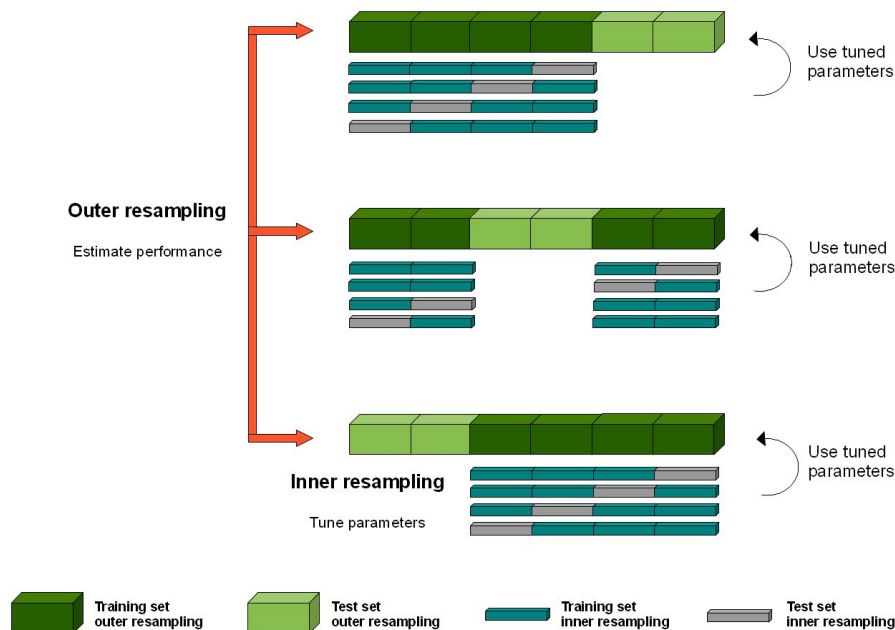 Use tuned
parameters
Outer resampling
Estimate performance
Use tuned
parameters
Inner resampling
Tune parameters
Use tuned
parameters
Training set
outer resampling
Test set
outer resampling
Training set
inner resampling
Test set
inner resampling